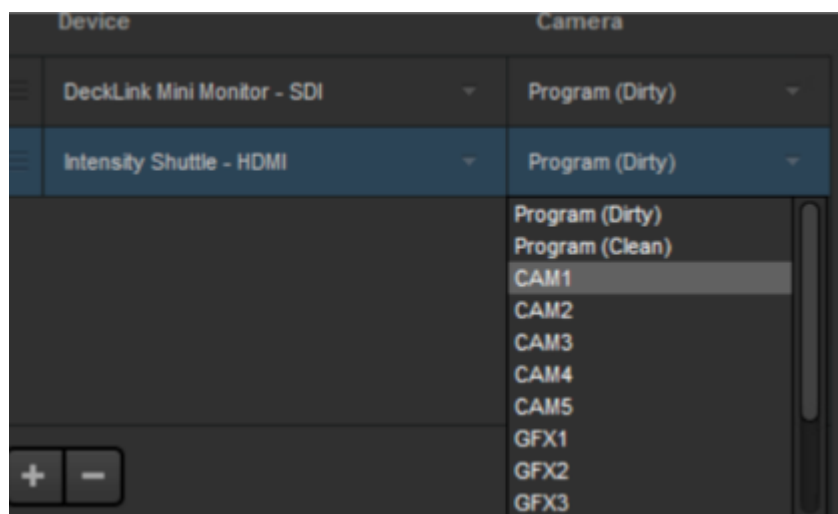 Device Camera
DeckLink Mini Monitor - SDI Program (Dirty)
Intensity Shuttle - HDMI Program (Dirty)
Program (Dirty)
Program (Clean)
CAM1
CAM2
CAM3
CAM4
CAM5
GFX1
GFX2
GFX3